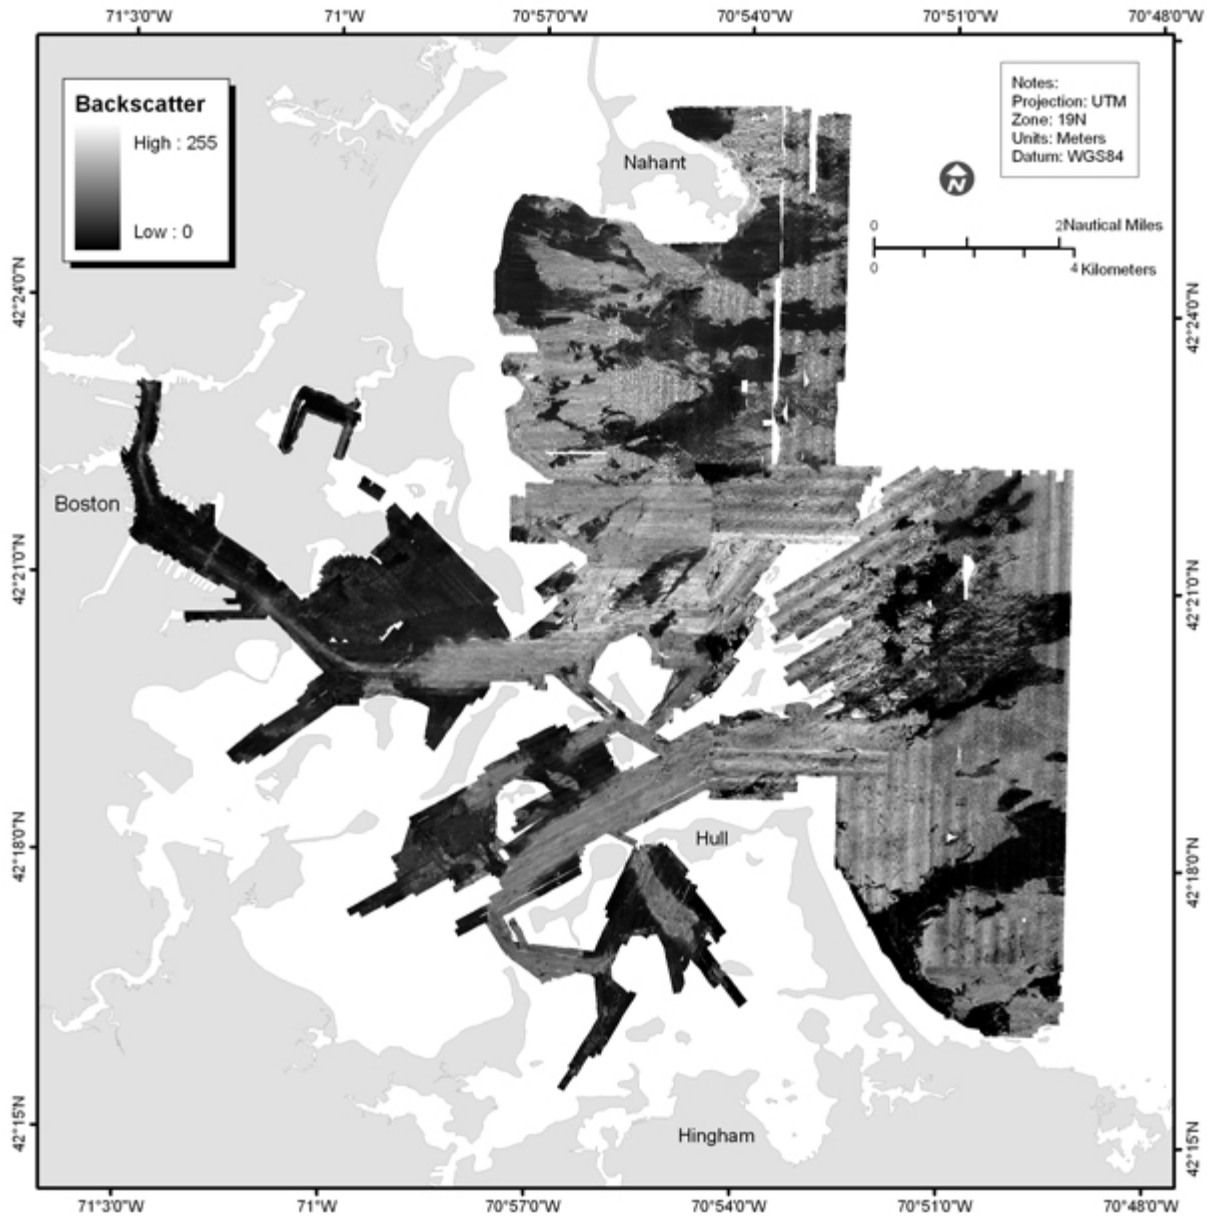 71°3'0"W 71°W 70°57'0"W 70°54'0"W 70°51'0"W 70°48'0"W
Backscatter
High : 255
Low : 0
Notes:
Projection: UTM
Zone: 19N
Units: Meters
Datum: WGS84
N
Nahant
0 2 Nautical Miles
0 4 Kilometers
42°24'0"N
42°24'0"N
Boston
42°21'0"N
42°21'0"N
Hull
42°18'0"N
42°18'0"N
Hingham
42°15'0"N
42°15'0"N
71°3'0"W 71°W 70°57'0"W 70°54'0"W 70°51'0"W 70°48'0"W